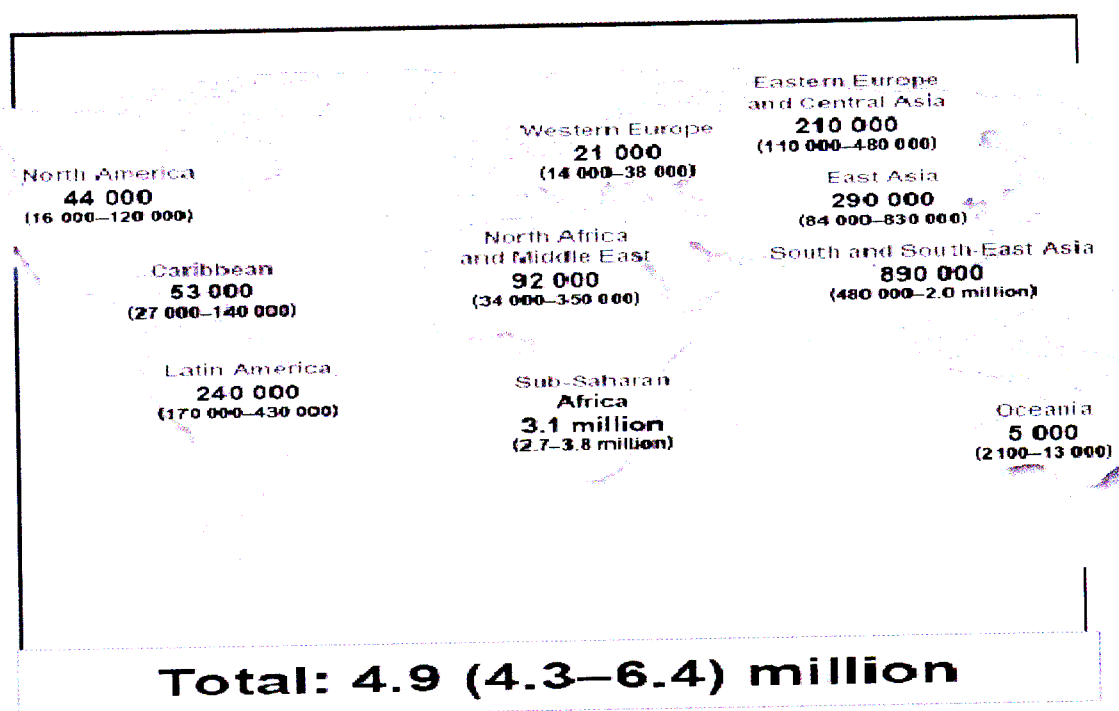 Eastern Europe
and Central Asia
210 000
(110 000–480 000)
Western Europe
21 000
(14 000–38 000)
North America
44 000
(16 000–120 000)
East Asia
290 000
(84 000–830 000)
North Africa
and Middle East
92 000
(34 000–350 000)
South and South-East Asia
890 000
(480 000–2.0 million)
Caribbean
53 000
(27 000–140 000)
Latin America
240 000
(170 000–430 000)
Sub-Saharan
Africa
3.1 million
(2.7–3.8 million)
Oceania
5 000
(2100–13 000)
Total: 4.9 (4.3–6.4) million